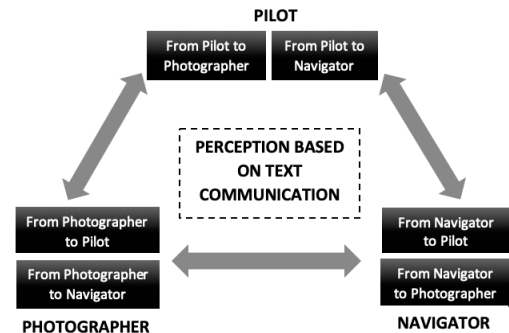 PILOT
From Pilot to
Photographer
From Pilot to
Navigator
PERCEPTION BASED
ON TEXT
COMMUNICATION
From Photographer
to Pilot
From Photographer
to Navigator
PHOTOGRAPHER
From Navigator
to Pilot
From Navigator
to Photographer
NAVIGATOR